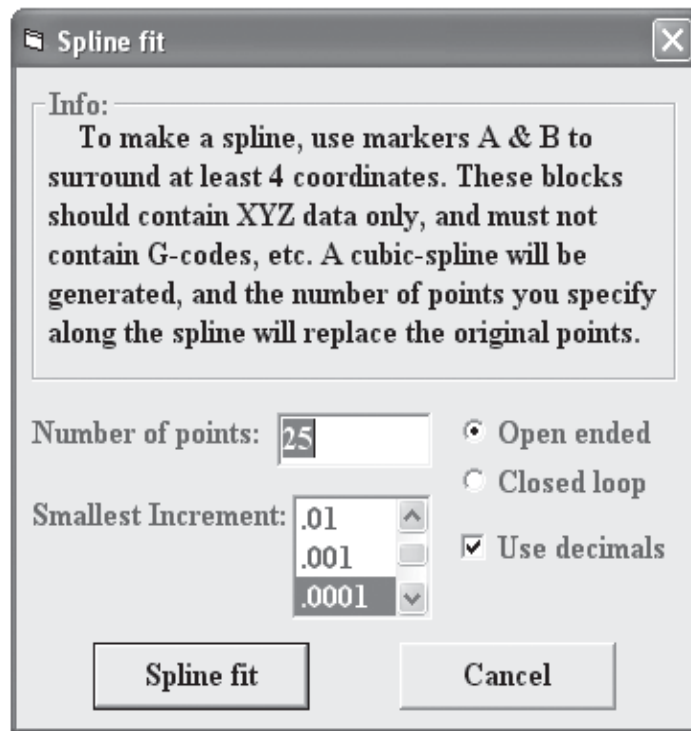 Spline fit
Info:
To make a spline, use markers A & B to
surround at least 4 coordinates. These blocks
should contain XYZ data only, and must not
contain G-codes, etc. A cubic-spline will be
generated, and the number of points you specify
along the spline will replace the original points.
Number of points: 25
Open ended
Closed loop
Smallest Increment: .01
.001
.0001
Use decimals
Spline fit
Cancel